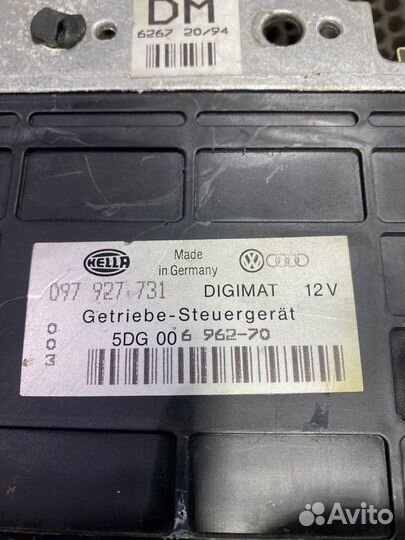 DM
6267 20/94
HELLA
Made
in Germany
097 927 731 DIGIMAT 12V
Getriebe-Steuergerät
003
5DG 006 962-70
Avito